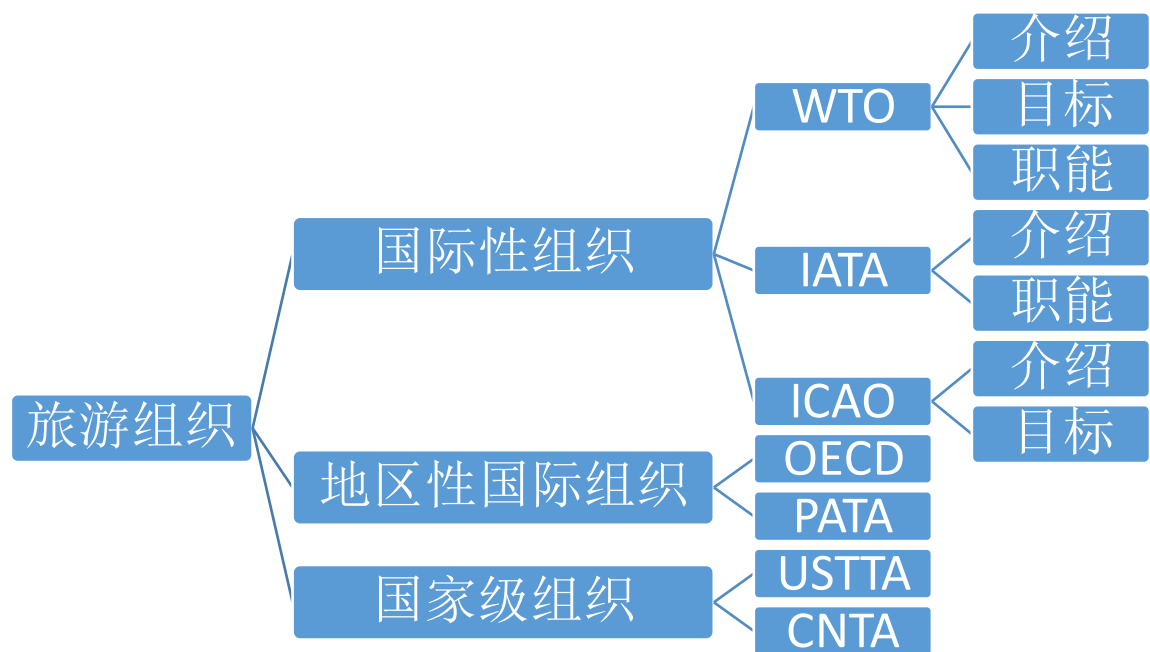 旅游组织
国际性组织
WTO
介绍
目标
职能
IATA
介绍
职能
ICAO
介绍
目标
地区性国际组织
OECD
PATA
国家级组织
USTTA
CNTA